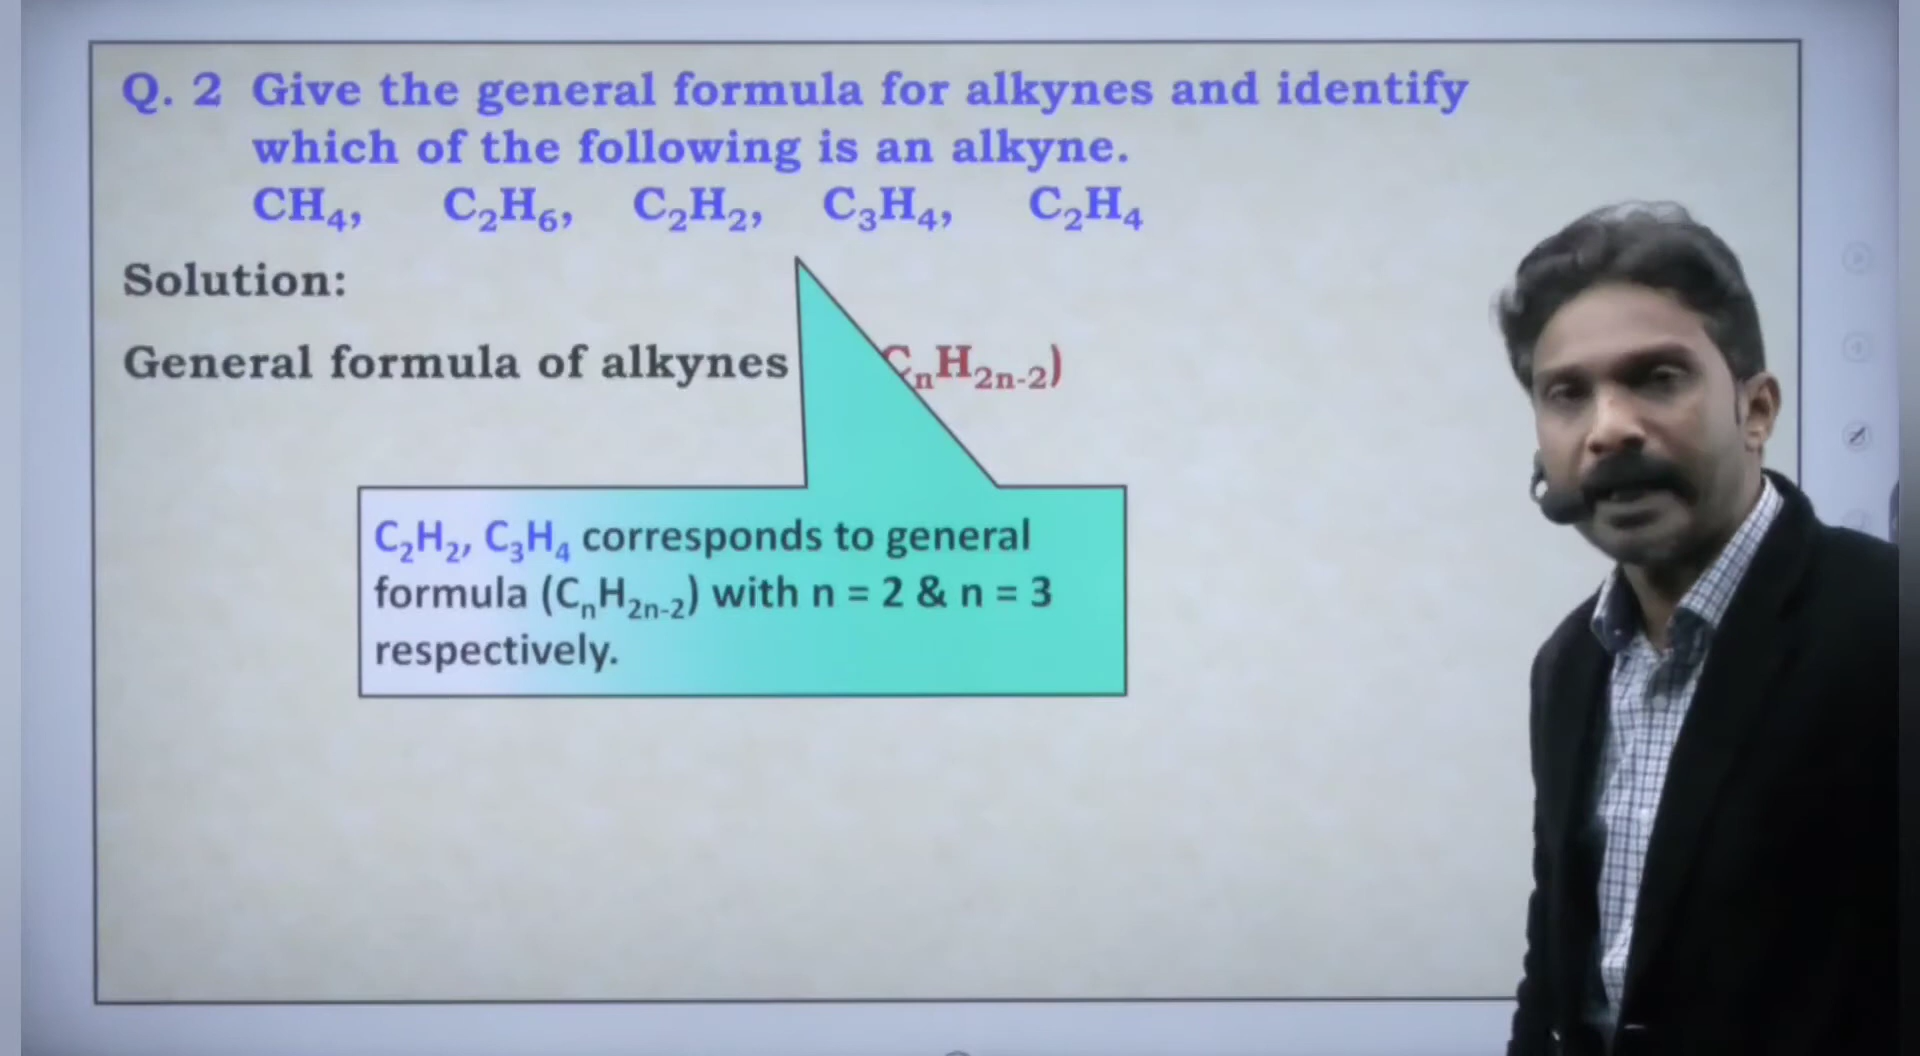 Q. 2 Give the general formula for alkynes and identify
which of the following is an alkyne.
CH₄, C₂H₆, C₂H₂, C₃H₄, C₂H₄
Solution:
General formula of alkynes CₙH₂ₙ₋₂)
C₂H₂, C₃H₄ corresponds to general
formula (CₙH₂ₙ₋₂) with n = 2 & n = 3
respectively.